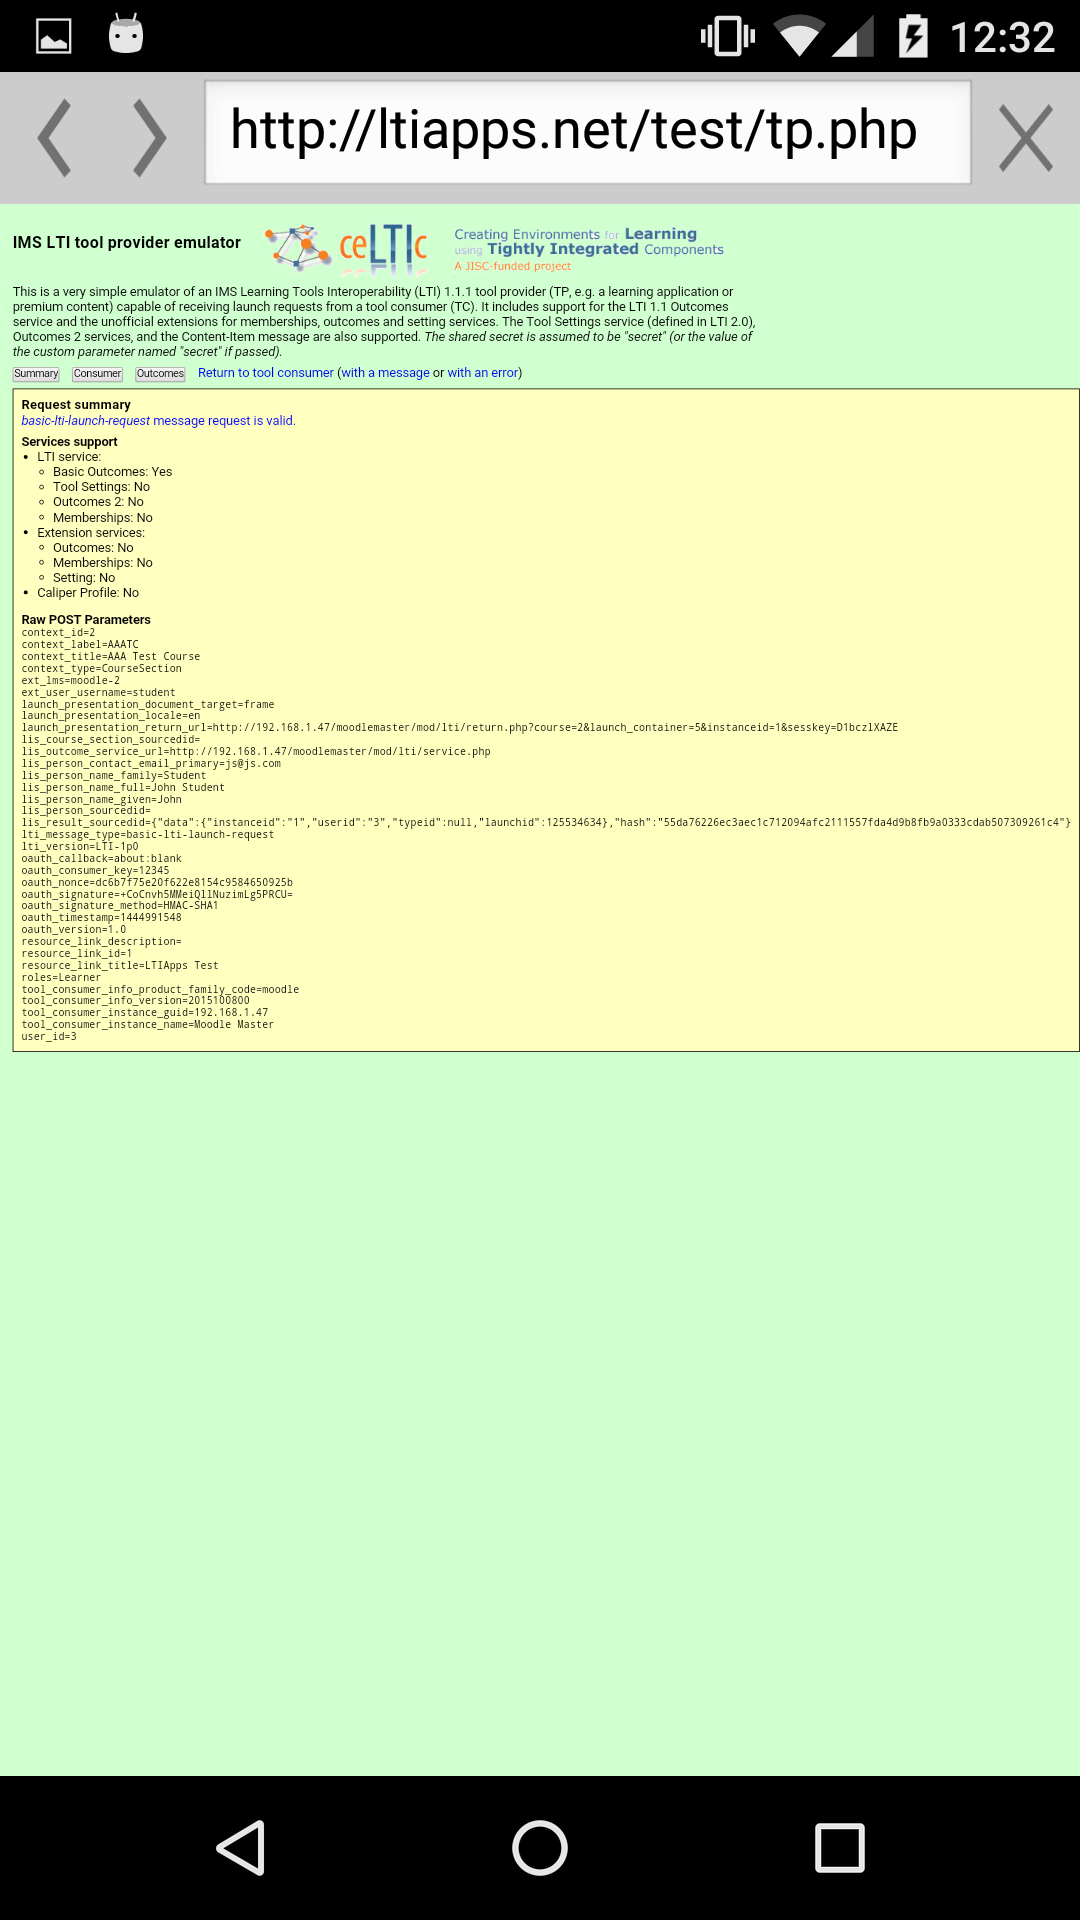 12:32
http://ltiapps.net/test/tp.php
IMS LTI tool provider emulator
ceLTIc
Creating Environments for Learning
using Tightly Integrated Components
A JISC-funded project
This is a very simple emulator of an IMS Learning Tools Interoperability (LTI) 1.1.1 tool provider (TP, e.g. a learning application or
premium content) capable of receiving launch requests from a tool consumer (TC). It includes support for the LTI 1.1 Outcomes
service and the unofficial extensions for memberships, outcomes and setting services. The Tool Settings service (defined in LTI 2.0),
Outcomes 2 services, and the Content-Item message are also supported. The shared secret is assumed to be "secret" (or the value of
the custom parameter named "secret" if passed).
Summary Consumer Outcomes Return to tool consumer (with a message or with an error)
Request summary
basic-lti-launch-request message request is valid.
Services support
• LTI service:
Basic Outcomes: Yes
Tool Settings: No
Outcomes 2: No
Memberships: No
• Extension services:
Outcomes: No
Memberships: No
Setting: No
• Caliper Profile: No
Raw POST Parameters
context_id=2
context_label=AAATC
context_title=AAA Test Course
context_type=CourseSection
ext_lms=moodle-2
ext_user_username=student
launch_presentation_document_target=frame
launch_presentation_locale=en
launch_presentation_return_url=http://192.168.1.47/moodlemaster/mod/lti/return.php?course=2&launch_container=5&instanceid=1&sesskey=D1bczlXAZE
lis_course_section_sourcedid=
lis_outcome_service_url=http://192.168.1.47/moodlemaster/mod/lti/service.php
lis_person_contact_email_primary=js@js.com
lis_person_name_family=Student
lis_person_name_full=John Student
lis_person_name_given=John
lis_person_sourcedid=
lis_result_sourcedid={"data":{"instanceid":"1","userid":"3","typeid":null,"launchid":125534634},"hash":"55da76226ec3aec1c712094afc2111557fda4d9b8fb9a0333cdab507309261c4"}
lti_message_type=basic-lti-launch-request
lti_version=LTI-1p0
oauth_callback=about:blank
oauth_consumer_key=12345
oauth_nonce=dc6b7f75e20f622e8154c9584650925b
oauth_signature=+CoCnvh5MMeiQllNuzimLg5PRCU=
oauth_signature_method=HMAC-SHA1
oauth_timestamp=1444991548
oauth_version=1.0
resource_link_description=
resource_link_id=1
resource_link_title=LTIApps Test
roles=Learner
tool_consumer_info_product_family_code=moodle
tool_consumer_info_version=2015100800
tool_consumer_instance_guid=192.168.1.47
tool_consumer_instance_name=Moodle Master
user_id=3